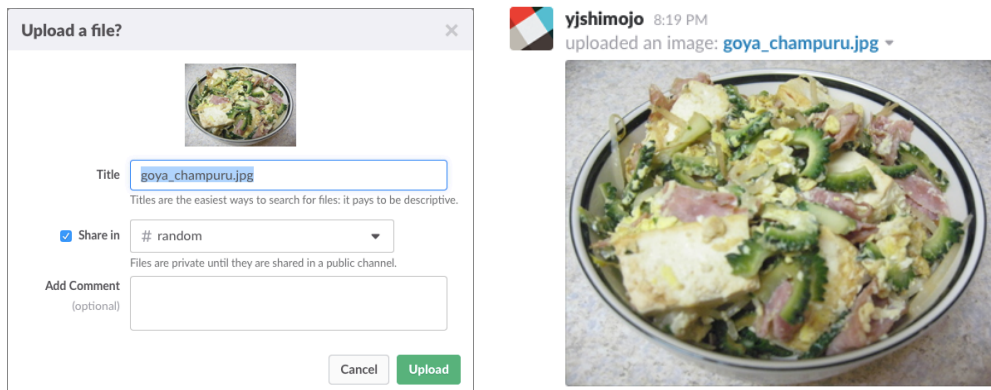 Upload a file?
Title
goya_champuru.jpg
Titles are the easiest ways to search for files: it pays to be descriptive.
Share in
# random
Files are private until they are shared in a public channel.
Add Comment
(optional)
Cancel
Upload
yjshimojo 8:19 PM
uploaded an image: goya_champuru.jpg